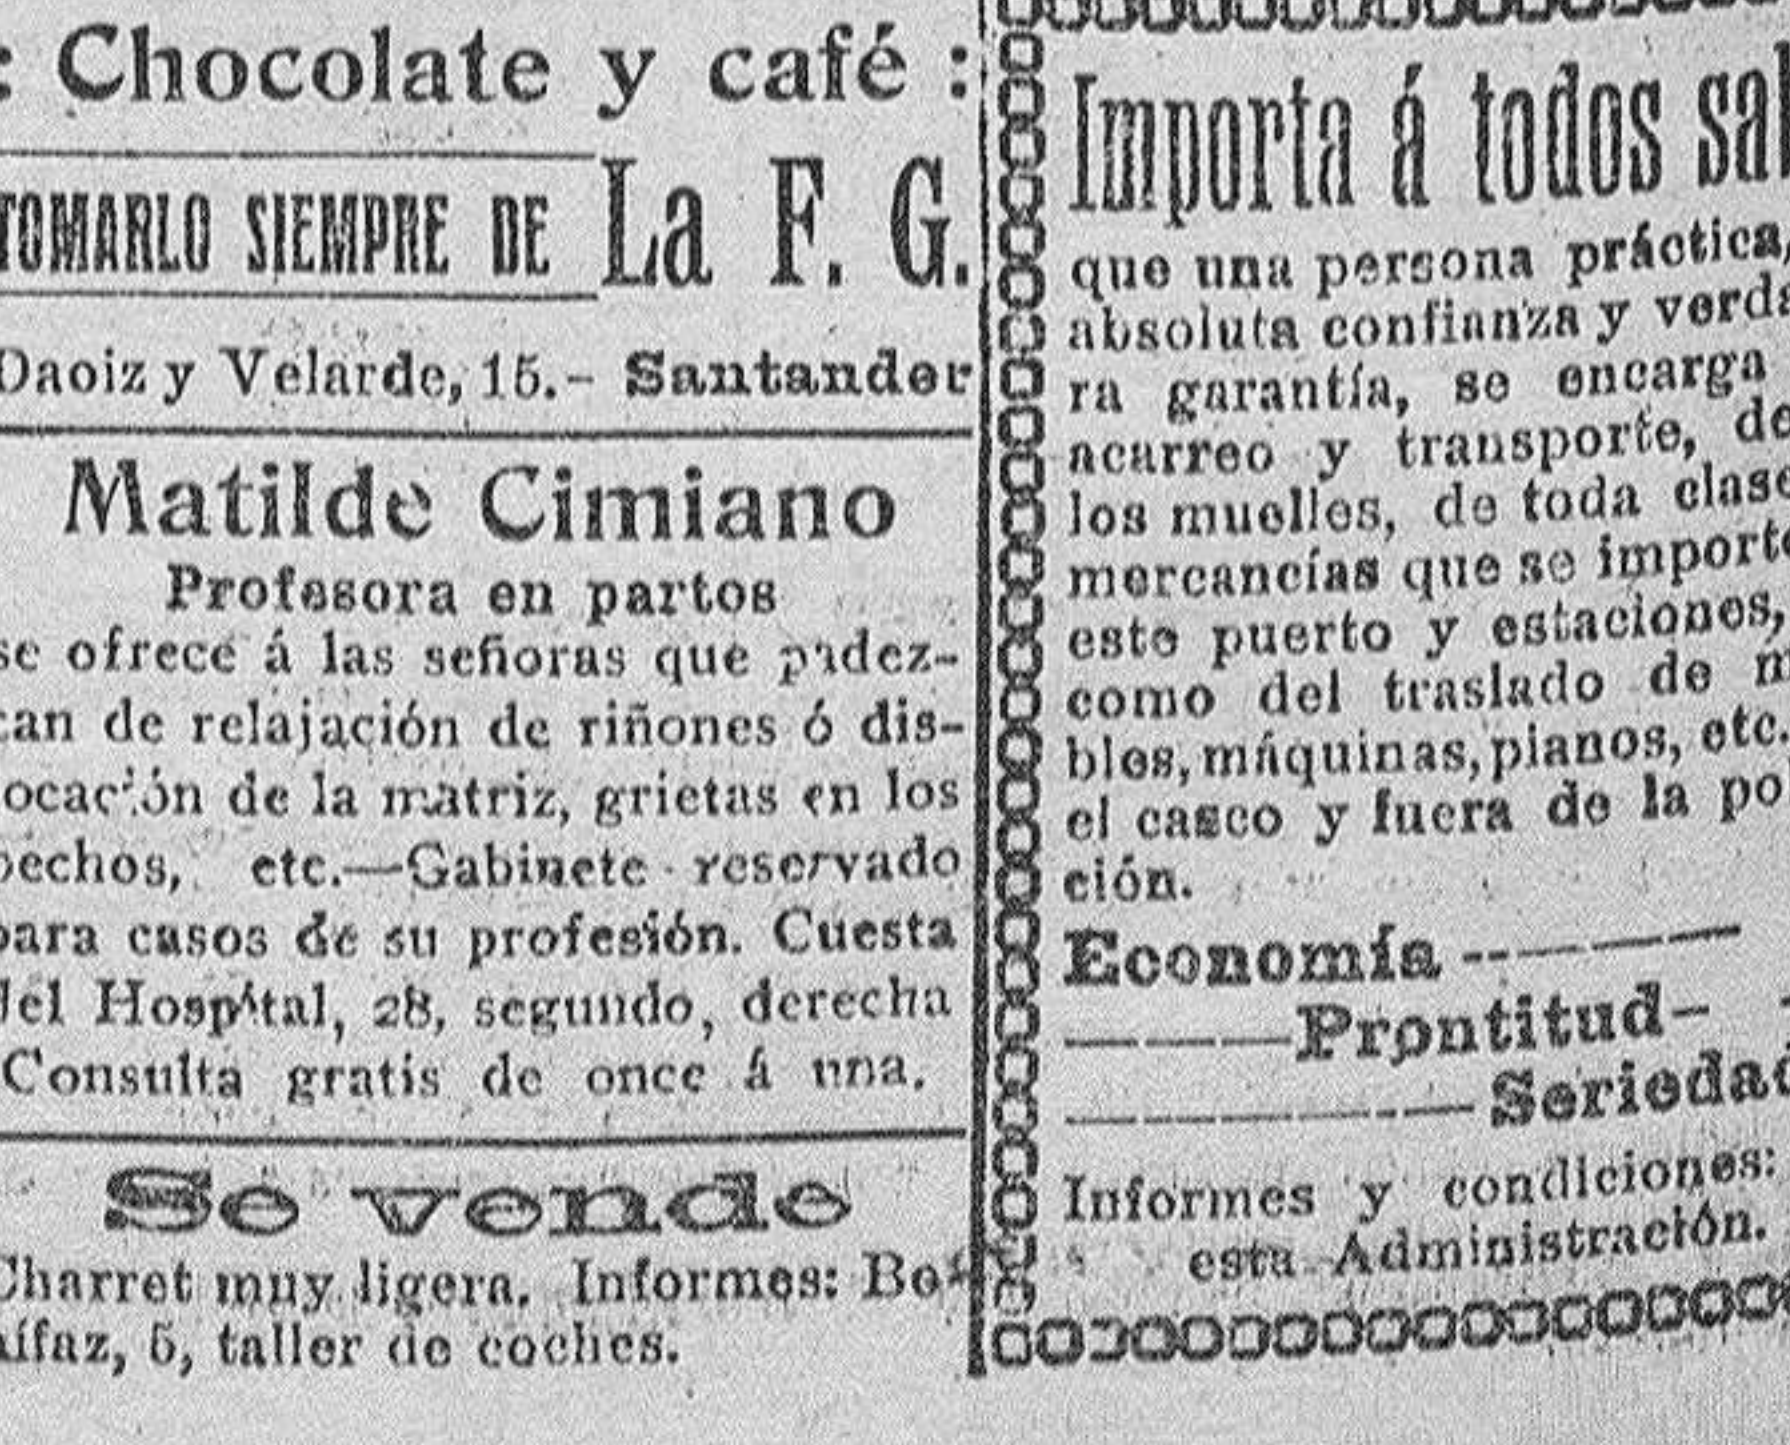 : Chocolate y café :
TOMARLO SIEMPRE DE La F. G.
Daoiz y Velarde, 15.- Santander
Matilde Cimiano
Profesora en partos
se ofrece á las señoras que padez-
can de relajación de riñones ó dis-
locación de la matriz, grietas en los
pechos, etc.—Gabinete reservado
para casos de su profesión. Cuesta
del Hospital, 28, segundo, derecha
Consulta gratis de once á una.
Se vende
Charret muy ligera. Informes: Bo-
nifaz, 5, taller de coches.
Importa á todos sab
que una persona práctica,
absoluta confianza y verda
ra garantía, se encarga
acarreo y transporte, de
los muelles, de toda clase
mercancías que se importe
este puerto y estaciones,
como del traslado de m
bles, máquinas, pianos, etc.
el casco y fuera de la po
ción.
Economía
Prontitud-
Seriedad
Informes y condiciones:
esta Administración.